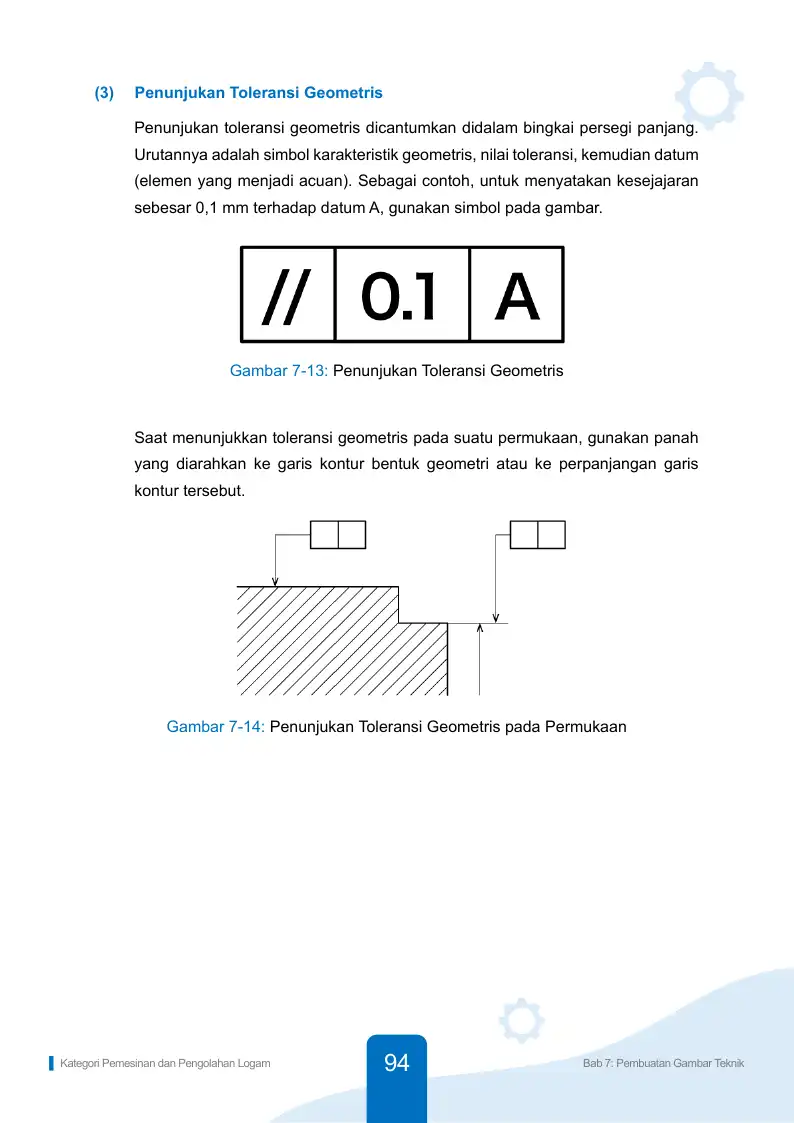 (3) Penunjukan Toleransi Geometris
Penunjukan toleransi geometris dicantumkan didalam bingkai persegi panjang.
Urutannya adalah simbol karakteristik geometris, nilai toleransi, kemudian datum
(elemen yang menjadi acuan). Sebagai contoh, untuk menyatakan kesejajaran
sebesar 0,1 mm terhadap datum A, gunakan simbol pada gambar.
// 0.1 A
Gambar 7-13: Penunjukan Toleransi Geometris
Saat menunjukkan toleransi geometris pada suatu permukaan, gunakan panah
yang diarahkan ke garis kontur bentuk geometri atau ke perpanjangan garis
kontur tersebut.
Gambar 7-14: Penunjukan Toleransi Geometris pada Permukaan
Kategori Pemesinan dan Pengolahan Logam
94
Bab 7: Pembuatan Gambar Teknik